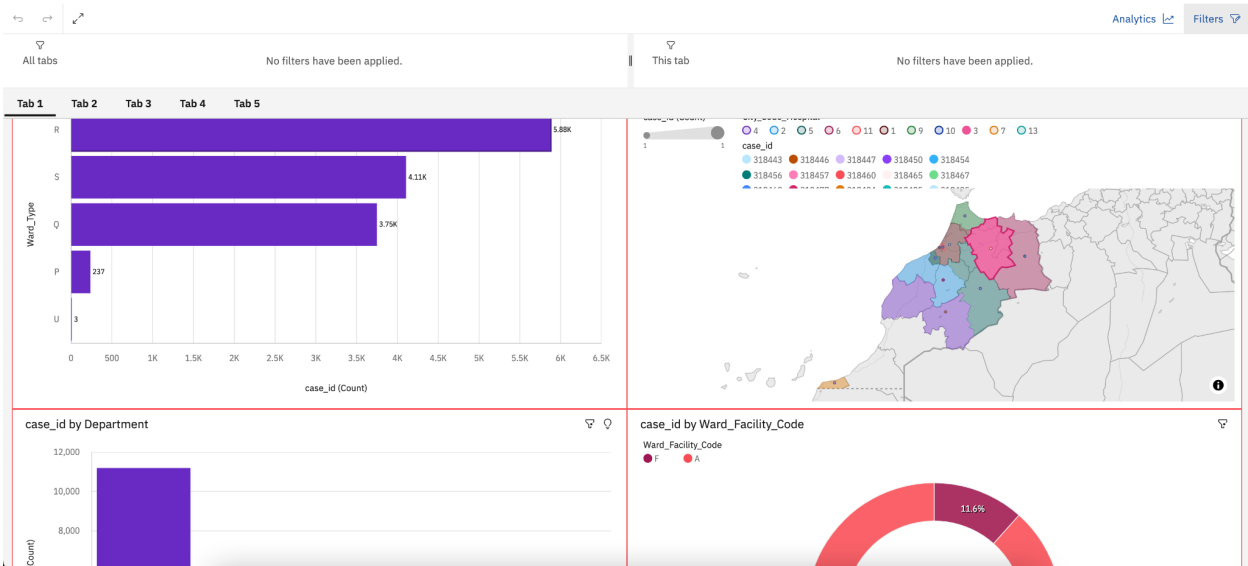 Analytics
Filters
All tabs
No filters have been applied.
This tab
No filters have been applied.
Tab 1 Tab 2 Tab 3 Tab 4 Tab 5
Ward_Type
R
5.88K
S
4.11K
Q
3.75K
P
237
U
3
0 500 1K 1.5K 2K 2.5K 3K 3.5K 4K 4.5K 5K 5.5K 6K 6.5K
case_id (Count)
case_id (Count)
1 1
City_Code_Hospital
4 2 5 6 11 1 9 10 3 7 13
case_id
318443 318446 318447 318450 318454
318456 318457 318460 318465 318467
case_id by Department
12,000
10,000
8,000
Count)
case_id by Ward_Facility_Code
Ward_Facility_Code
F A
11.6%